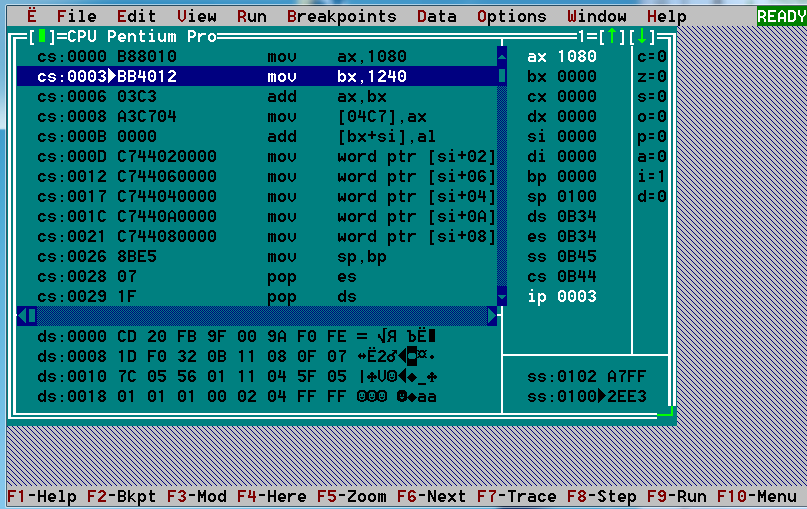 Ë File Edit View Run Breakpoints Data Options Window Help READY
[▮]=CPU Pentium Pro 1=[↑][↓]
cs:0000 B88010 mov ax,1080
cs:0003▶BB4012 mov bx,1240
cs:0006 03C3 add ax,bx
cs:0008 A3C704 mov [04C7],ax
cs:000B 0000 add [bx+si],al
cs:000D C744020000 mov word ptr [si+02]
cs:0012 C744060000 mov word ptr [si+06]
cs:0017 C744040000 mov word ptr [si+04]
cs:001C C7440A0000 mov word ptr [si+0A]
cs:0021 C744080000 mov word ptr [si+08]
cs:0026 8BE5 mov sp,bp
cs:0028 07 pop es
cs:0029 1F pop ds
ax 1080 c=0
bx 0000 z=0
cx 0000 s=0
dx 0000 o=0
si 0000 p=0
di 0000 a=0
bp 0000 i=1
sp 0100 d=0
ds 0B34
es 0B34
ss 0B45
cs 0B44
ip 0003
ds:0000 CD 20 FB 9F 00 9A F0 FE = √Я ЪË▮
ds:0008 1D F0 32 0B 11 08 0F 07 ↔Ë2♂◄◘¤•
ds:0010 7C 05 56 01 11 04 5F 05 |♣V☺◄♦_♣
ds:0018 01 01 01 00 02 04 FF FF ☺☺☺ ☻♦aa
ss:0102 A7FF
ss:0100▶2EE3
F1-Help F2-Bkpt F3-Mod F4-Here F5-Zoom F6-Next F7-Trace F8-Step F9-Run F10-Menu